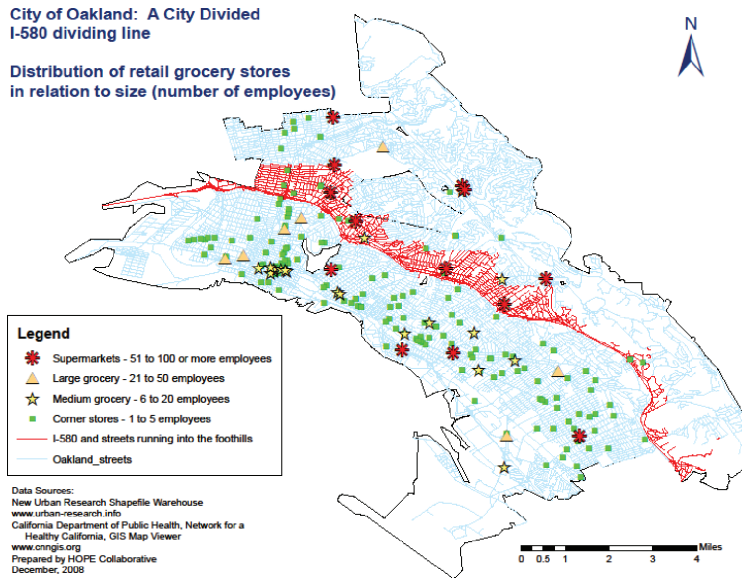 City of Oakland:  A City Divided
I-580 dividing line
Distribution of retail grocery stores
in relation to size (number of employees)
N
Legend
Supermarkets - 51 to 100 or more employees
Large grocery - 21 to 50 employees
Medium grocery - 6 to 20 employees
Corner stores - 1 to 5 employees
I-580 and streets running into the foothills
Oakland_streets
Data Sources:
New Urban Research Shapefile Warehouse
www.urban-research.info
California Department of Public Health, Network for a
Healthy California, GIS Map Viewer
www.cnngis.org
Prepared by HOPE Collaborative
December, 2008
Miles
0 0.5 1 2 3 4